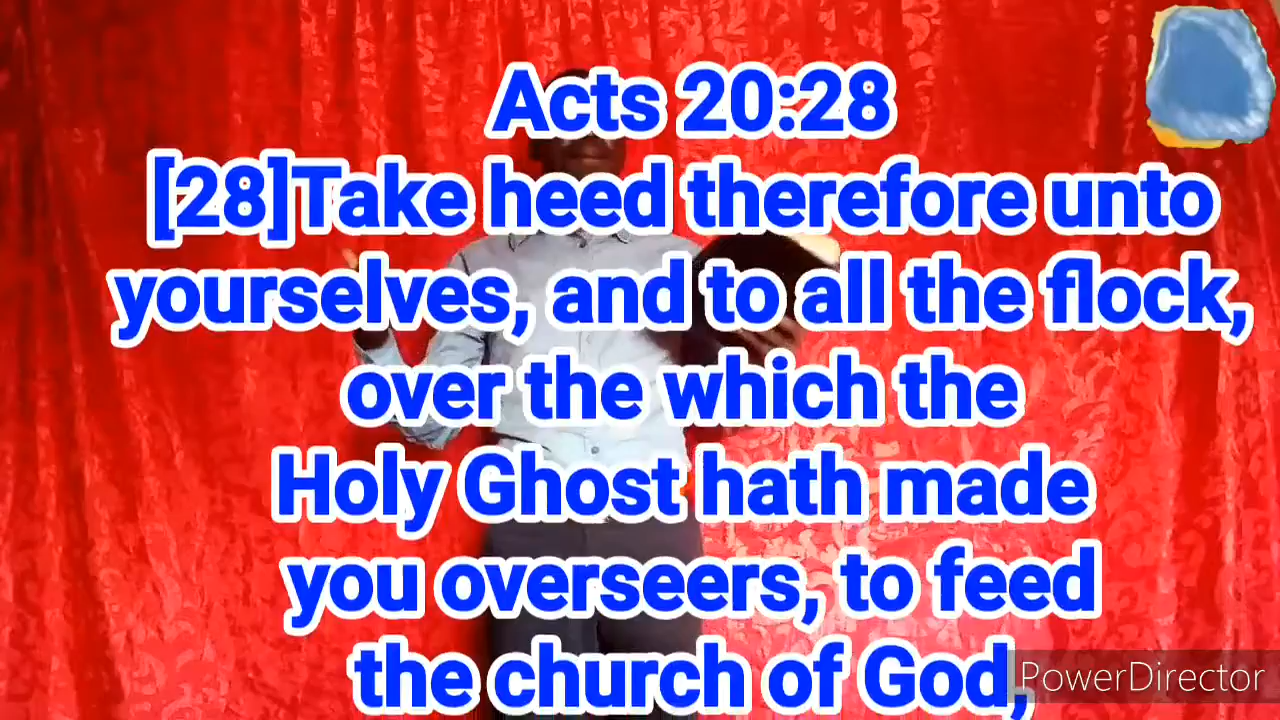 Acts 20:28
[28]Take heed therefore unto
yourselves, and to all the flock,
over the which the
Holy Ghost hath made
you overseers, to feed
the church of God,
PowerDirector